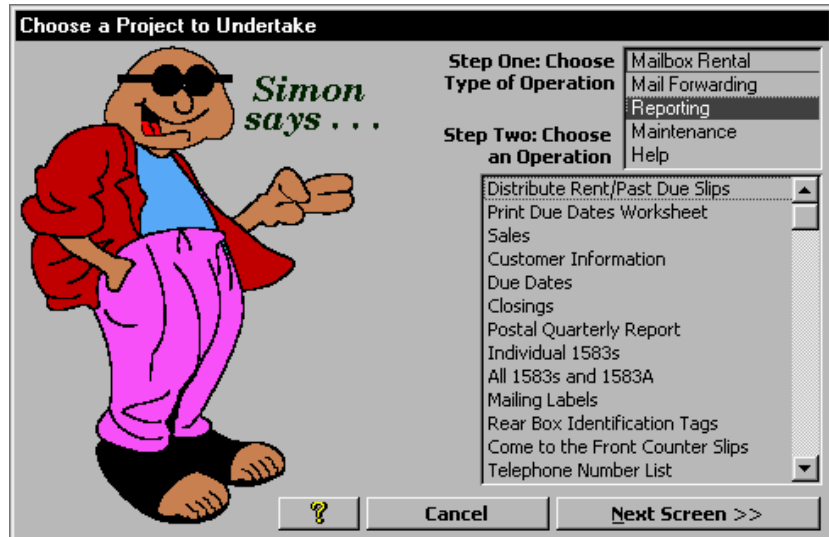 Choose a Project to Undertake
Simon
says . . .
Step One: Choose
Type of Operation
Mailbox Rental
Mail Forwarding
Reporting
Maintenance
Help
Step Two: Choose
an Operation
Distribute Rent/Past Due Slips
Print Due Dates Worksheet
Sales
Customer Information
Due Dates
Closings
Postal Quarterly Report
Individual 1583s
All 1583s and 1583A
Mailing Labels
Rear Box Identification Tags
Come to the Front Counter Slips
Telephone Number List
?
Cancel
Next Screen >>